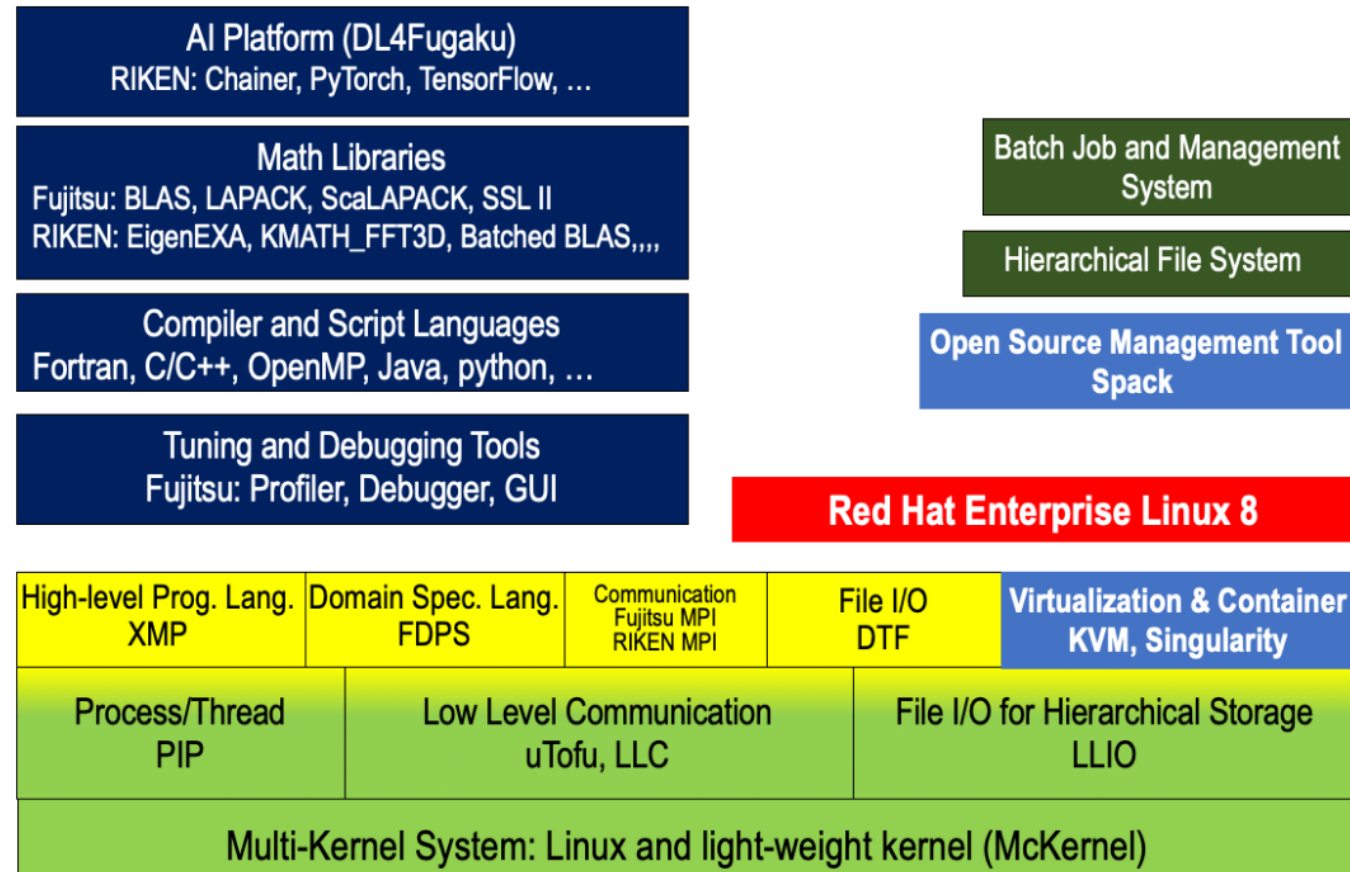 AI Platform (DL4Fugaku)
RIKEN: Chainer, PyTorch, TensorFlow, …
Math Libraries
Fujitsu: BLAS, LAPACK, ScaLAPACK, SSL II
RIKEN: EigenEXA, KMATH_FFT3D, Batched BLAS,,,,
Compiler and Script Languages
Fortran, C/C++, OpenMP, Java, python, …
Tuning and Debugging Tools
Fujitsu: Profiler, Debugger, GUI
Batch Job and Management
System
Hierarchical File System
Open Source Management Tool
Spack
Red Hat Enterprise Linux 8
High-level Prog. Lang.
XMP
Domain Spec. Lang.
FDPS
Communication
Fujitsu MPI
RIKEN MPI
File I/O
DTF
Virtualization & Container
KVM, Singularity
Process/Thread
PIP
Low Level Communication
uTofu, LLC
File I/O for Hierarchical Storage
LLIO
Multi-Kernel System: Linux and light-weight kernel (McKernel)